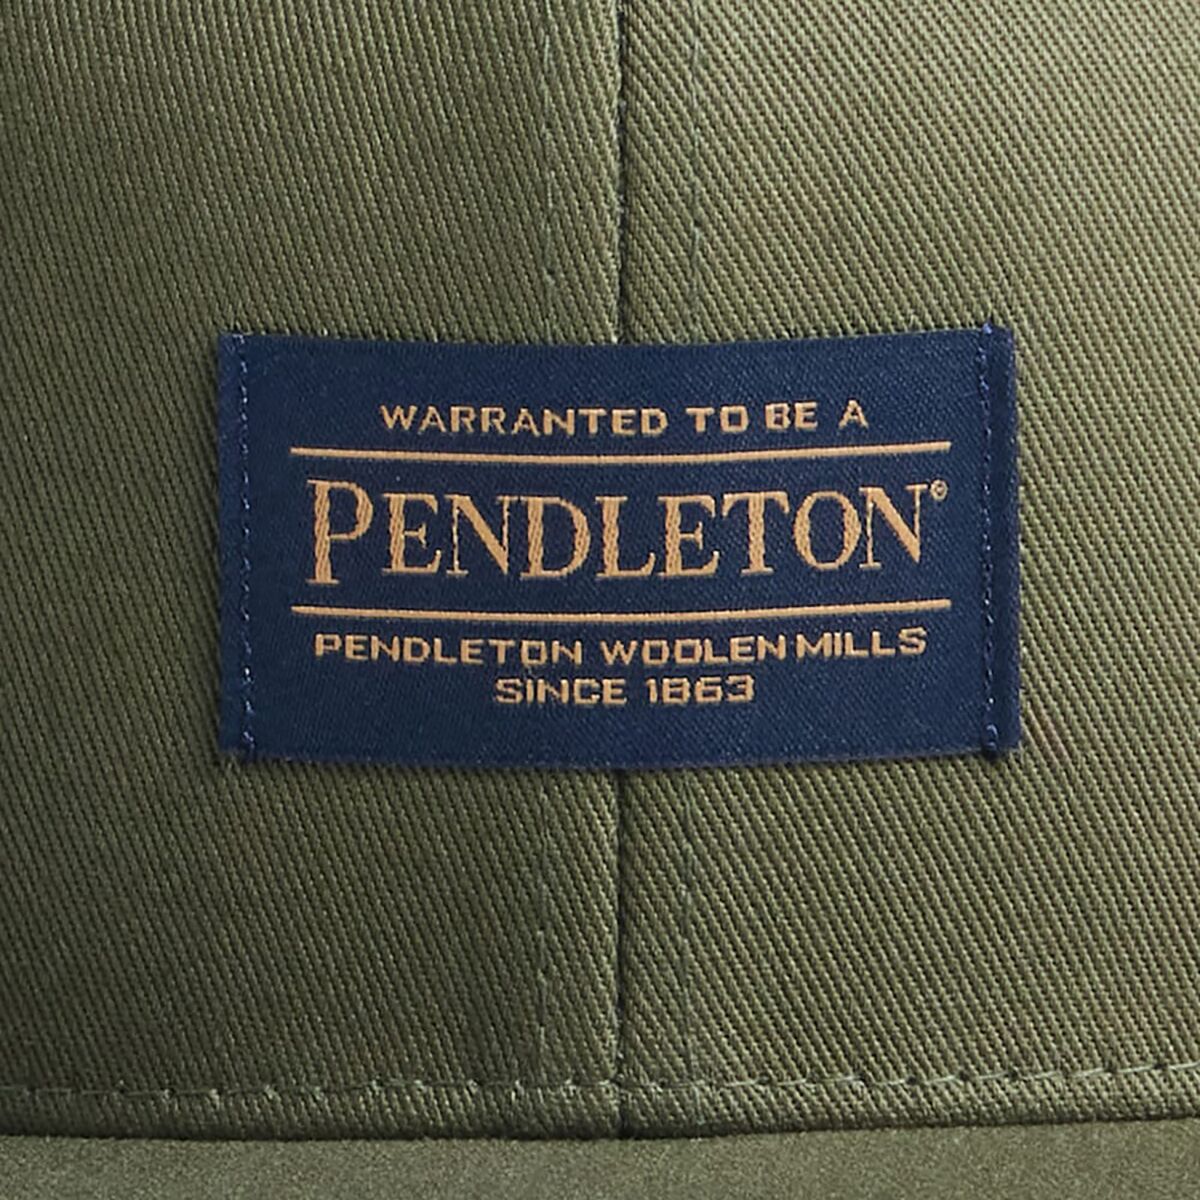 WARRANTED TO BE A
PENDLETON®
PENDLETON WOOLEN MILLS
SINCE 1863